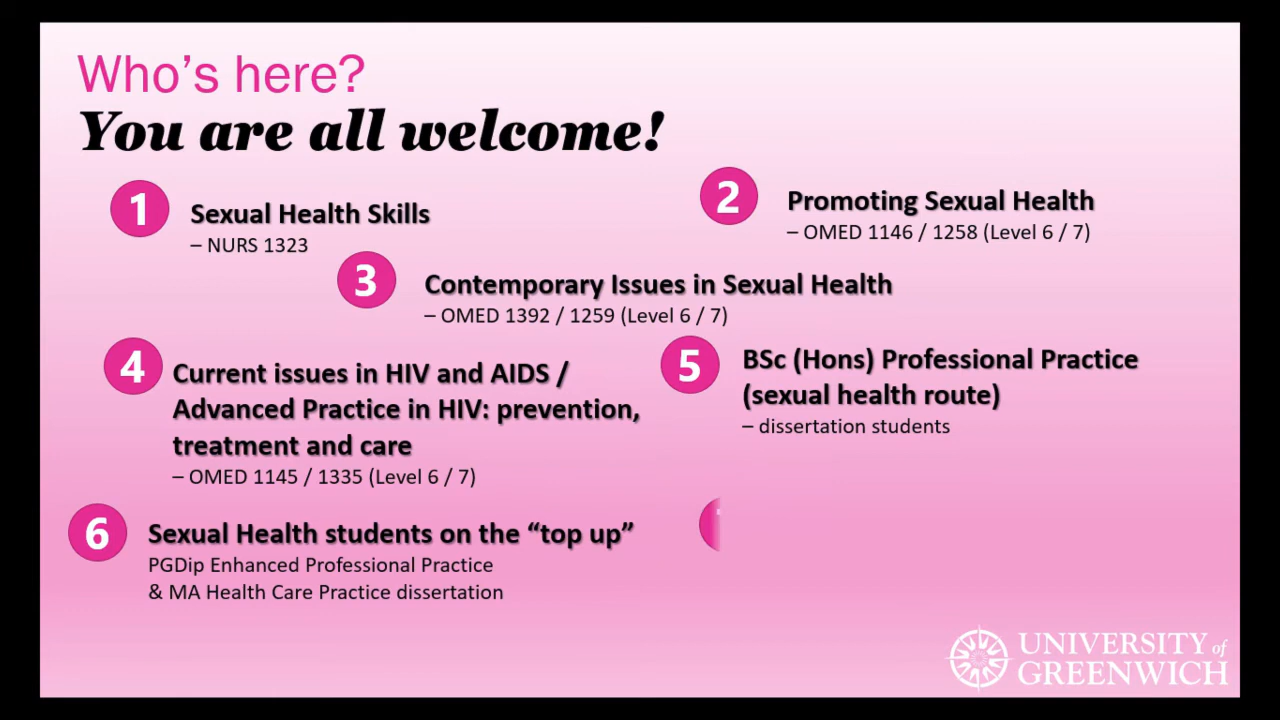 Who's here?
You are all welcome!
1
Sexual Health Skills
– NURS 1323
2
Promoting Sexual Health
– OMED 1146 / 1258 (Level 6 / 7)
3
Contemporary Issues in Sexual Health
– OMED 1392 / 1259 (Level 6 / 7)
4
Current issues in HIV and AIDS /
Advanced Practice in HIV: prevention,
treatment and care
– OMED 1145 / 1335 (Level 6 / 7)
5
BSc (Hons) Professional Practice
(sexual health route)
– dissertation students
6
Sexual Health students on the “top up”
PGDip Enhanced Professional Practice
& MA Health Care Practice dissertation
UNIVERSITY of
GREENWICH